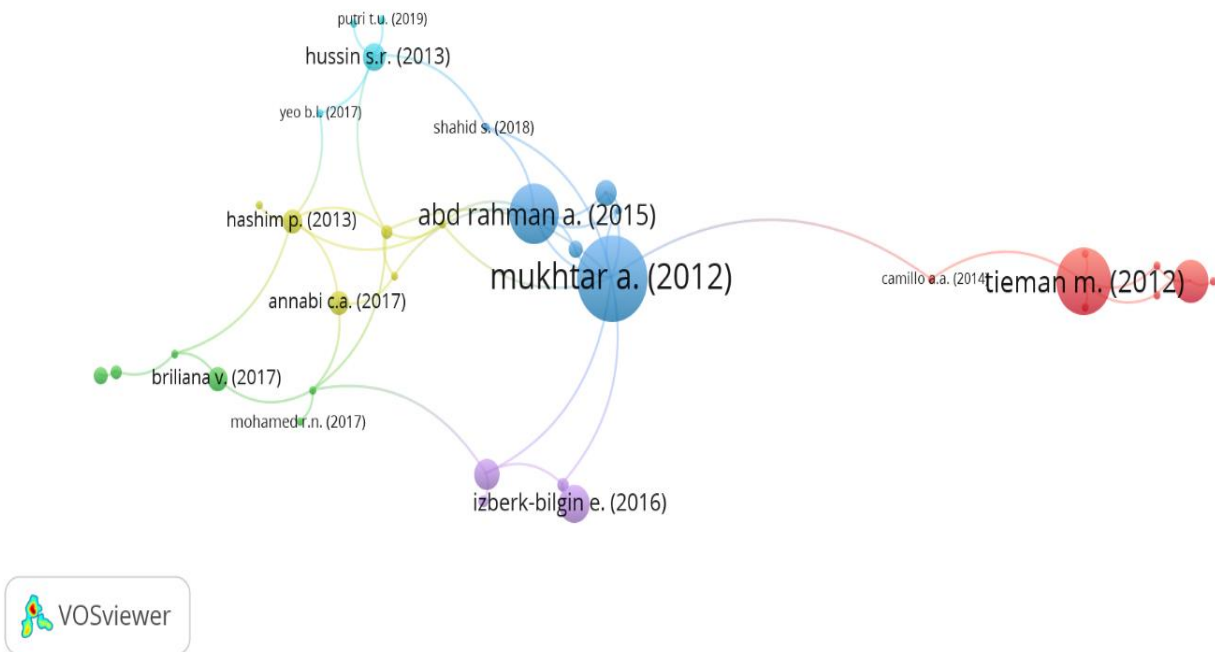 putri t.u. (2019)
hussin s.r. (2013)
yeo b.l. (2017)
shahid s. (2018)
hashim p. (2013)
abd rahman a. (2015)
mukhtar a. (2012)
camillo a.a. (2014
tieman m. (2012)
annabi c.a. (2017)
briliana v. (2017)
mohamed r.n. (2017)
izberk-bilgin e. (2016)
VOSviewer